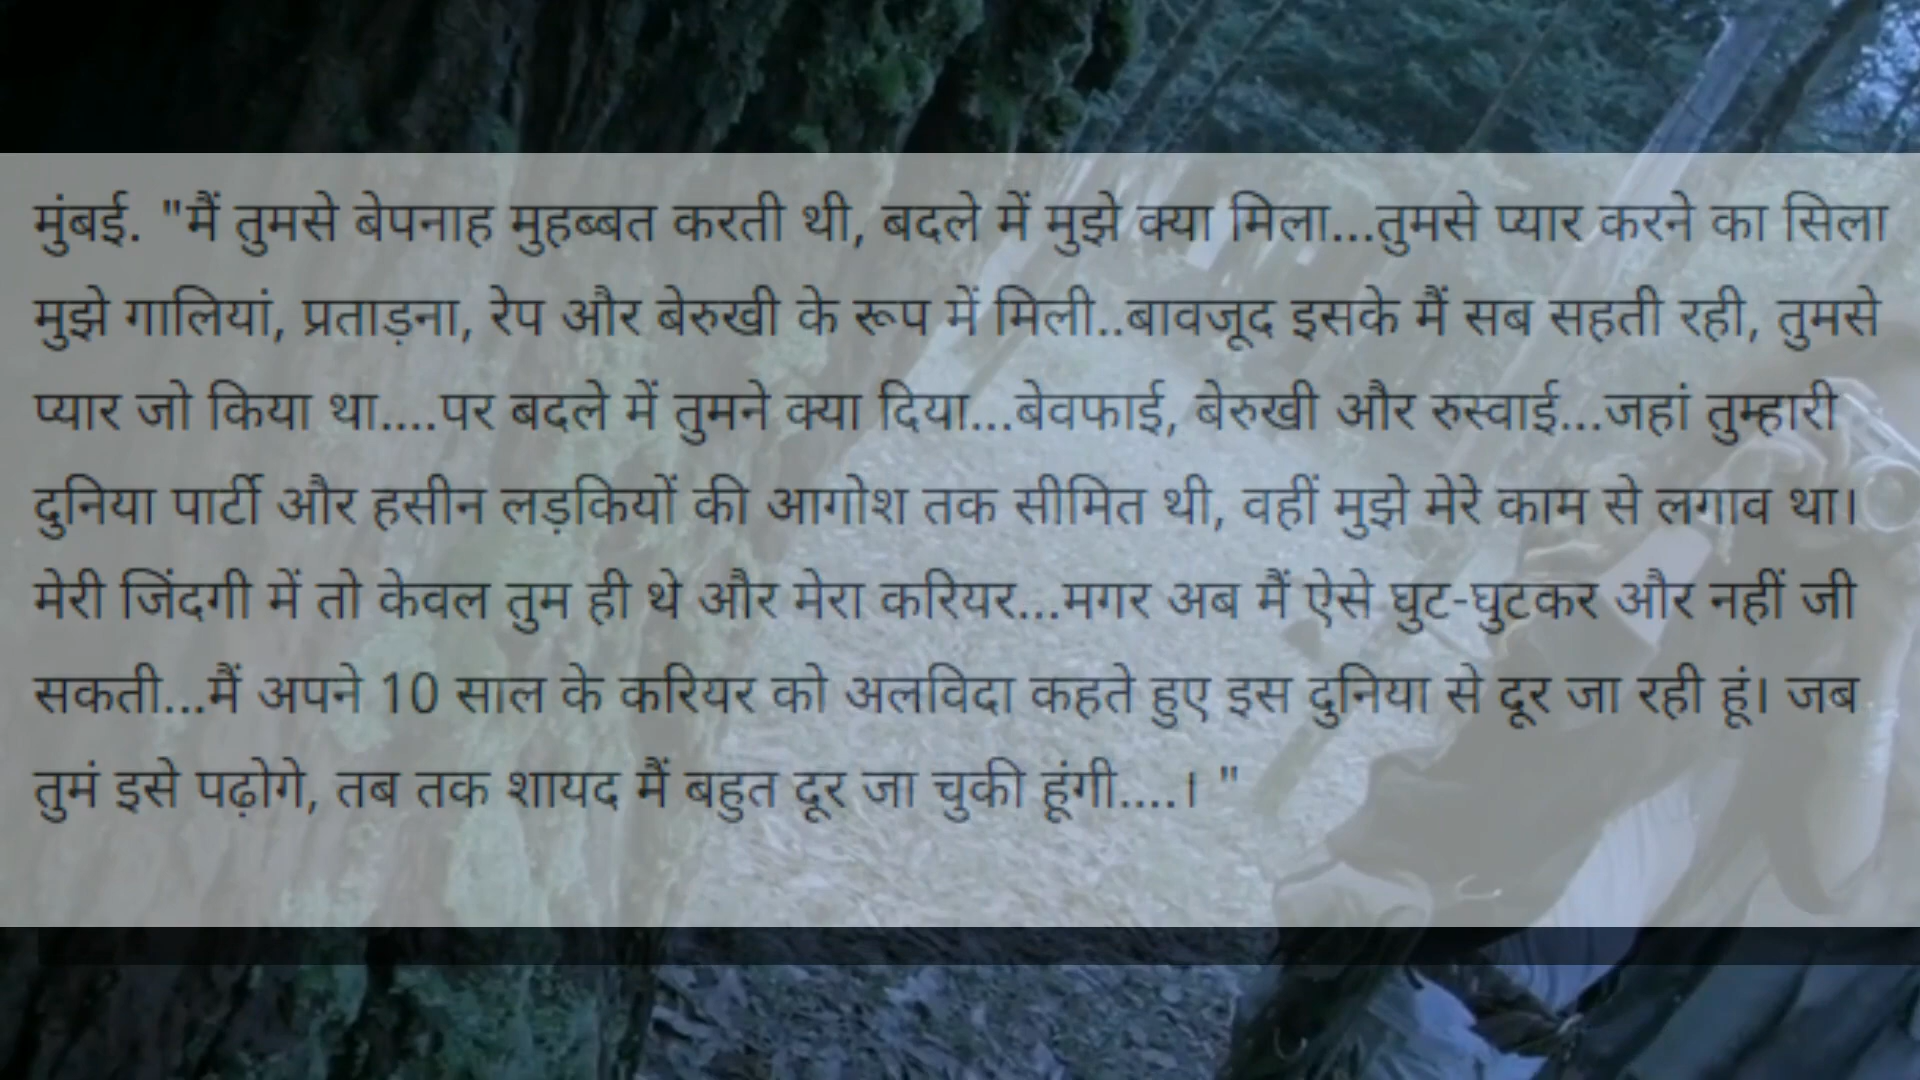 मुंबई. "मैं तुमसे बेपनाह मुहब्बत करती थी, बदले में मुझे क्या मिला...तुमसे प्यार करने का सिला
मुझे गालियां, प्रताड़ना, रेप और बेरुखी के रूप में मिली..बावजूद इसके मैं सब सहती रही, तुमसे
प्यार जो किया था....पर बदले में तुमने क्या दिया...बेवफाई, बेरुखी और रुस्वाई...जहां तुम्हारी
दुनिया पार्टी और हसीन लड़कियों की आगोश तक सीमित थी, वहीं मुझे मेरे काम से लगाव था।
मेरी जिंदगी में तो केवल तुम ही थे और मेरा करियर...मगर अब मैं ऐसे घुट-घुटकर और नहीं जी
सकती...मैं अपने 10 साल के करियर को अलविदा कहते हुए इस दुनिया से दूर जा रही हूं। जब
तुमं इसे पढ़ोगे, तब तक शायद मैं बहुत दूर जा चुकी हूंगी....। "